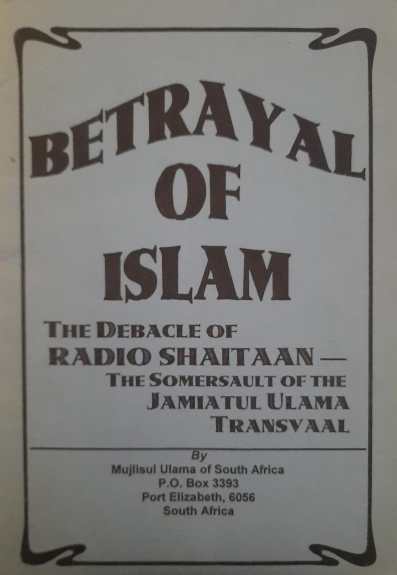 BETRAYAL
OF
ISLAM
THE DEBACLE OF
RADIO SHAITAAN —
THE SOMERSAULT OF THE
JAMIATUL ULAMA
TRANSVAAL
By
Mujlisul Ulama of South Africa
P.O. Box 3393
Port Elizabeth, 6056
South Africa